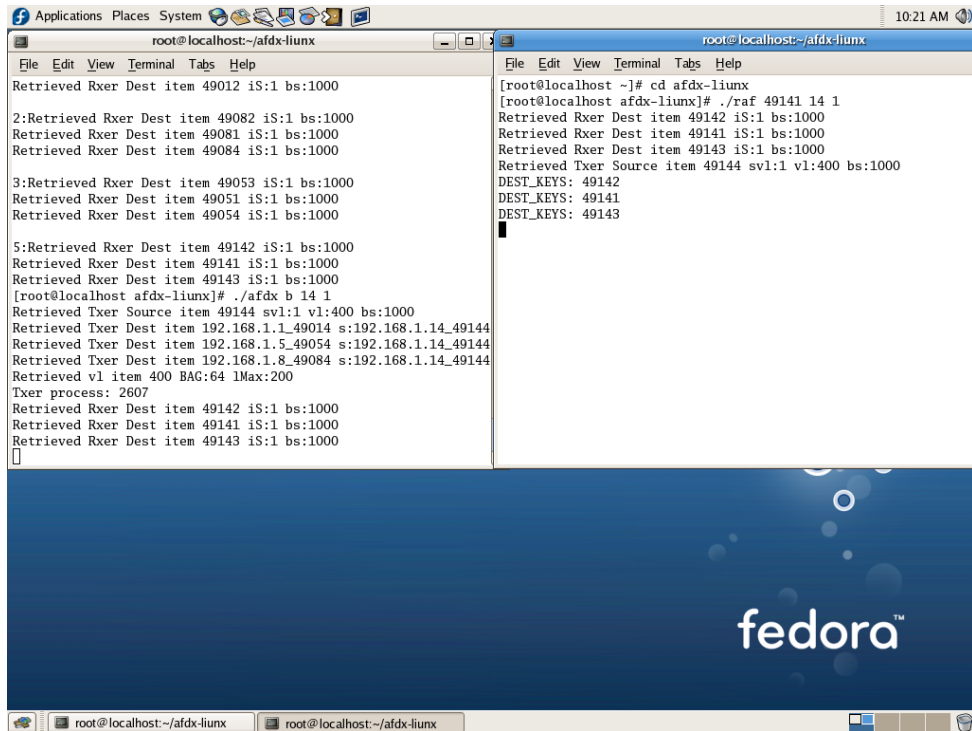 Applications Places System
10:21 AM
root@localhost:~/afdx-liunx
File Edit View Terminal Tabs Help
Retrieved Rxer Dest item 49012 iS:1 bs:1000
2:Retrieved Rxer Dest item 49082 iS:1 bs:1000
Retrieved Rxer Dest item 49081 iS:1 bs:1000
Retrieved Rxer Dest item 49084 iS:1 bs:1000
3:Retrieved Rxer Dest item 49053 iS:1 bs:1000
Retrieved Rxer Dest item 49051 iS:1 bs:1000
Retrieved Rxer Dest item 49054 iS:1 bs:1000
5:Retrieved Rxer Dest item 49142 iS:1 bs:1000
Retrieved Rxer Dest item 49141 iS:1 bs:1000
Retrieved Rxer Dest item 49143 iS:1 bs:1000
[root@localhost afdx-liunx]# ./afdx b 14 1
Retrieved Txer Source item 49144 svl:1 vl:400 bs:1000
Retrieved Txer Dest item 192.168.1.1_49014 s:192.168.1.14_49144
Retrieved Txer Dest item 192.168.1.5_49054 s:192.168.1.14_49144
Retrieved Txer Dest item 192.168.1.8_49084 s:192.168.1.14_49144
Retrieved vl item 400 BAG:64 lMax:200
Txer process: 2607
Retrieved Rxer Dest item 49142 iS:1 bs:1000
Retrieved Rxer Dest item 49141 iS:1 bs:1000
Retrieved Rxer Dest item 49143 iS:1 bs:1000
root@localhost:~/afdx-liunx
File Edit View Terminal Tabs Help
[root@localhost ~]# cd afdx-liunx
[root@localhost afdx-liunx]# ./raf 49141 14 1
Retrieved Rxer Dest item 49142 iS:1 bs:1000
Retrieved Rxer Dest item 49141 iS:1 bs:1000
Retrieved Rxer Dest item 49143 iS:1 bs:1000
Retrieved Txer Source item 49144 svl:1 vl:400 bs:1000
DEST_KEYS: 49142
DEST_KEYS: 49141
DEST_KEYS: 49143
fedora™
root@localhost:~/afdx-liunx
root@localhost:~/afdx-liunx